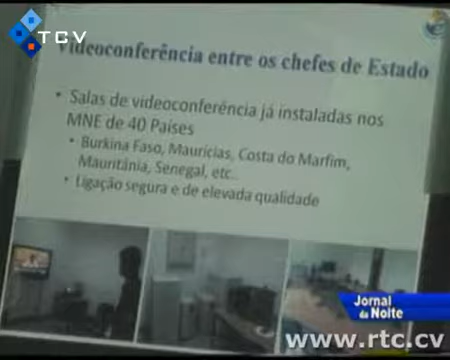 TCV
Videoconferência entre os chefes de Estado
• Salas de videoconferência já instaladas nos
MNE de 40 Países
• Burkina Faso, Maurícias, Costa do Marfim,
Mauritânia, Senegal, etc..
• Ligação segura e de elevada qualidade
Jornal
da Noite
www.rtc.cv